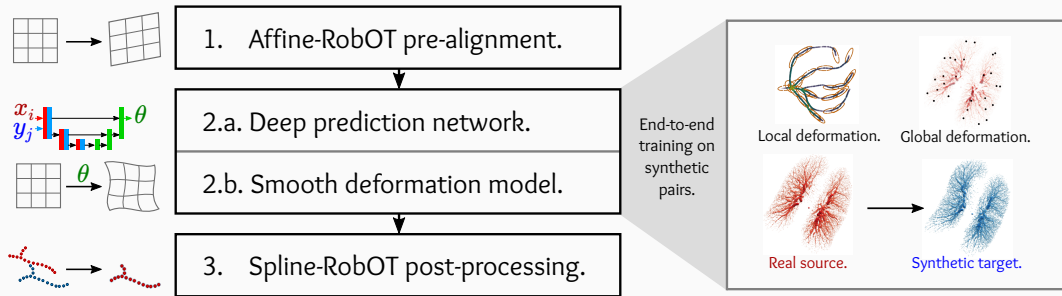 1. Affine-RobOT pre-alignment.
x_i
y_j
θ
2.a. Deep prediction network.
θ
2.b. Smooth deformation model.
3. Spline-RobOT post-processing.
End-to-end
training on
synthetic
pairs.
Local deformation.
Global deformation.
Real source.
Synthetic target.